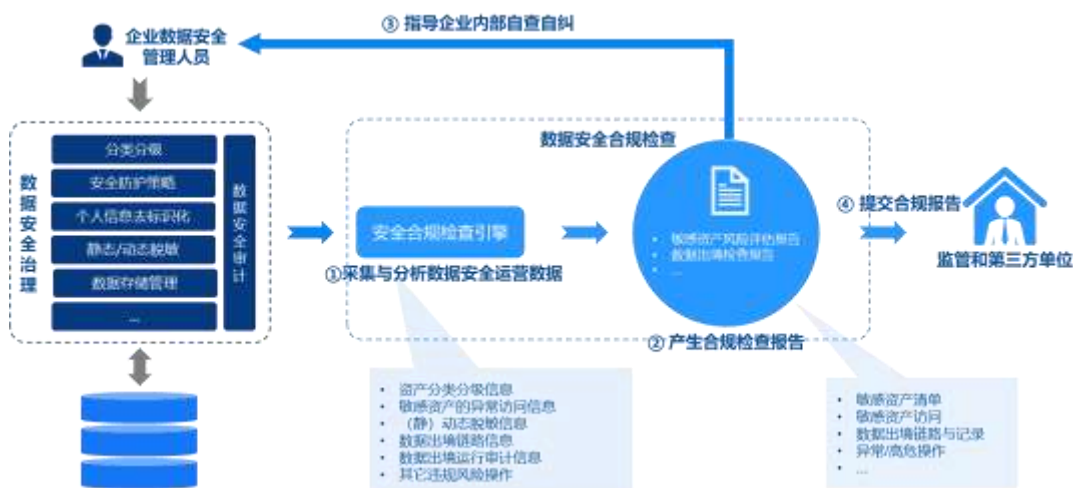 ③ 指导企业内部自查自纠
企业数据安全
管理人员
数据安全治理
分类分级
安全防护策略
个人信息去标识化
静态/动态脱敏
数据存储管理
...
数据安全审计
数据安全合规检查
安全合规检查引擎
①采集与分析数据安全运营数据
• 敏感资产风险评估报告
• 数据出境检查报告
• ...
② 产生合规检查报告
④ 提交合规报告
监管和第三方单位
• 资产分类分级信息
• 敏感资产的异常访问信息
• （静）动态脱敏信息
• 数据出境链路信息
• 数据出境运行审计信息
• 其它违规风险操作
• 敏感资产清单
• 敏感资产访问
• 数据出境链路与记录
• 异常/高危操作
• ...